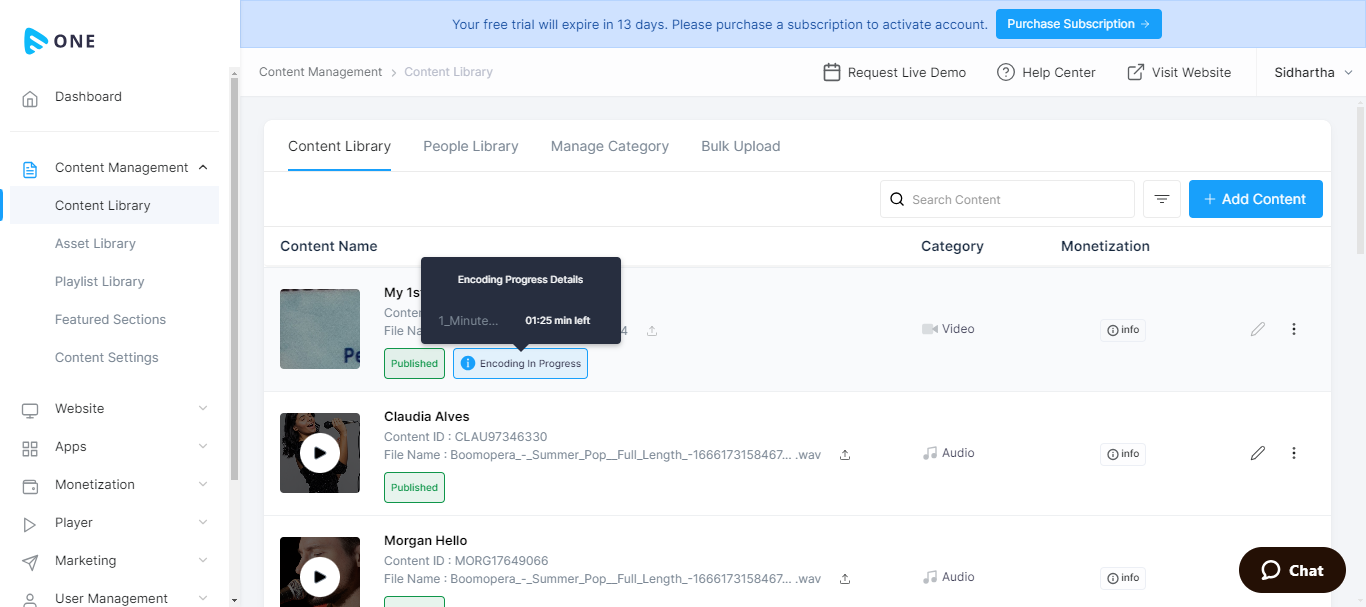 Your free trial will expire in 13 days. Please purchase a subscription to activate account. Purchase Subscription →
ONE
Content Management > Content Library
Request Live Demo
Help Center
Visit Website
Sidhartha
Dashboard
Content Management
Content Library
Asset Library
Playlist Library
Featured Sections
Content Settings
Website
Apps
Monetization
Player
Marketing
User Management
Content Library People Library Manage Category Bulk Upload
Search Content
+ Add Content
Content Name Category Monetization
Encoding Progress Details
1_Minute... 01:25 min left
My 1s
Conten
File Na 4
Video
info
Published Encoding In Progress
Claudia Alves
Content ID : CLAU97346330
File Name : Boomopera_-_Summer_Pop__Full_Length_-1666173158467... .wav
Audio
info
Published
Morgan Hello
Content ID : MORG17649066
File Name : Boomopera_-_Summer_Pop__Full_Length_-1666173158467... .wav
Audio
info
Chat